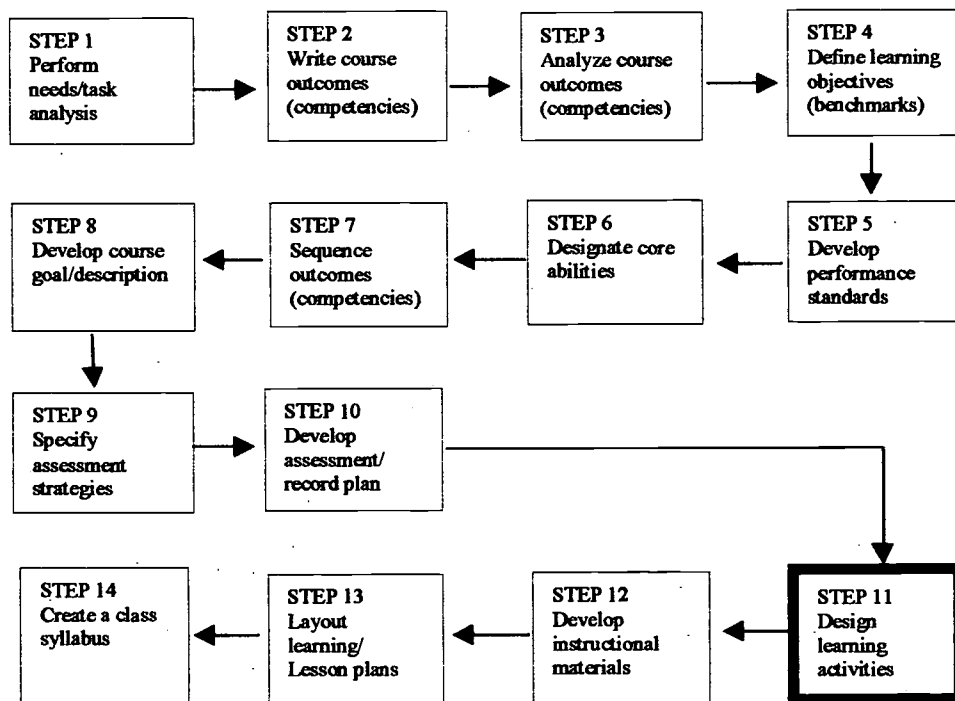 STEP 1
Perform
needs/task
analysis
STEP 2
Write course
outcomes
(competencies)
STEP 3
Analyze course
outcomes
(competencies)
STEP 4
Define learning
objectives
(benchmarks)
STEP 5
Develop
performance
standards
STEP 6
Designate core
abilities
STEP 7
Sequence
outcomes
(competencies)
STEP 8
Develop course
goal/description
STEP 9
Specify
assessment
strategies
STEP 10
Develop
assessment/
record plan
STEP 11
Design
learning
activities
STEP 12
Develop
instructional
materials
STEP 13
Layout
learning/
Lesson plans
STEP 14
Create a class
syllabus